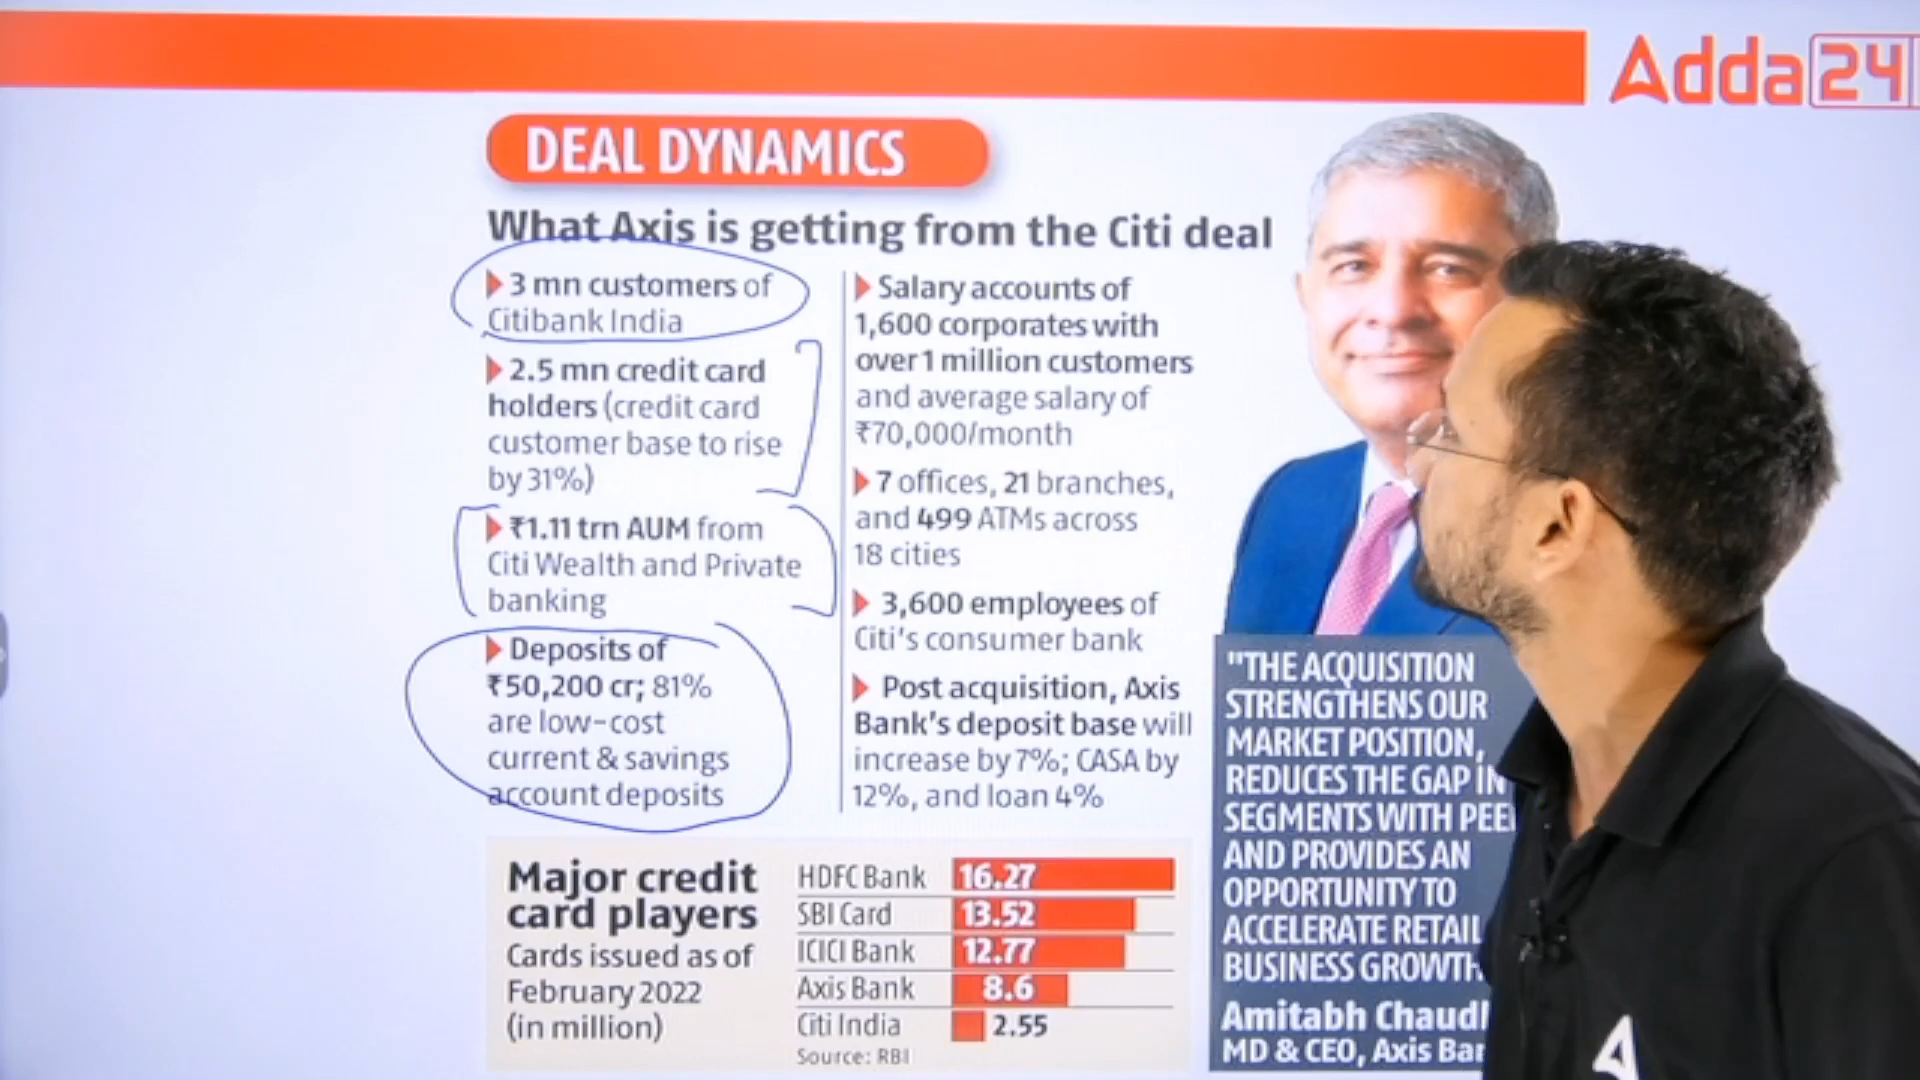 Adda24
DEAL DYNAMICS
What Axis is getting from the Citi deal
3 mn customers of
Citibank India
2.5 mn credit card
holders (credit card
customer base to rise
by 31%)
₹1.11 trn AUM from
Citi Wealth and Private
banking
Deposits of
₹50,200 cr; 81%
are low-cost
current & savings
account deposits
Salary accounts of
1,600 corporates with
over 1 million customers
and average salary of
₹70,000/month
7 offices, 21 branches,
and 499 ATMs across
18 cities
3,600 employees of
Citi's consumer bank
Post acquisition, Axis
Bank's deposit base will
increase by 7%; CASA by
12%, and loan 4%
"THE ACQUISITION
STRENGTHENS OUR
MARKET POSITION,
REDUCES THE GAP IN
SEGMENTS WITH
AND PROVIDES AN
OPPORTUNITY TO
ACCELERATE RETAIL
BUSINESS GROWTH
Amitabh
MD & CEO, Axis
Major credit
card players
Cards issued as of
February 2022
(in million)
HDFC Bank 16.27
SBI Card 13.52
ICICI Bank 12.77
Axis Bank 8.6
Citi India 2.55
Source: RBI